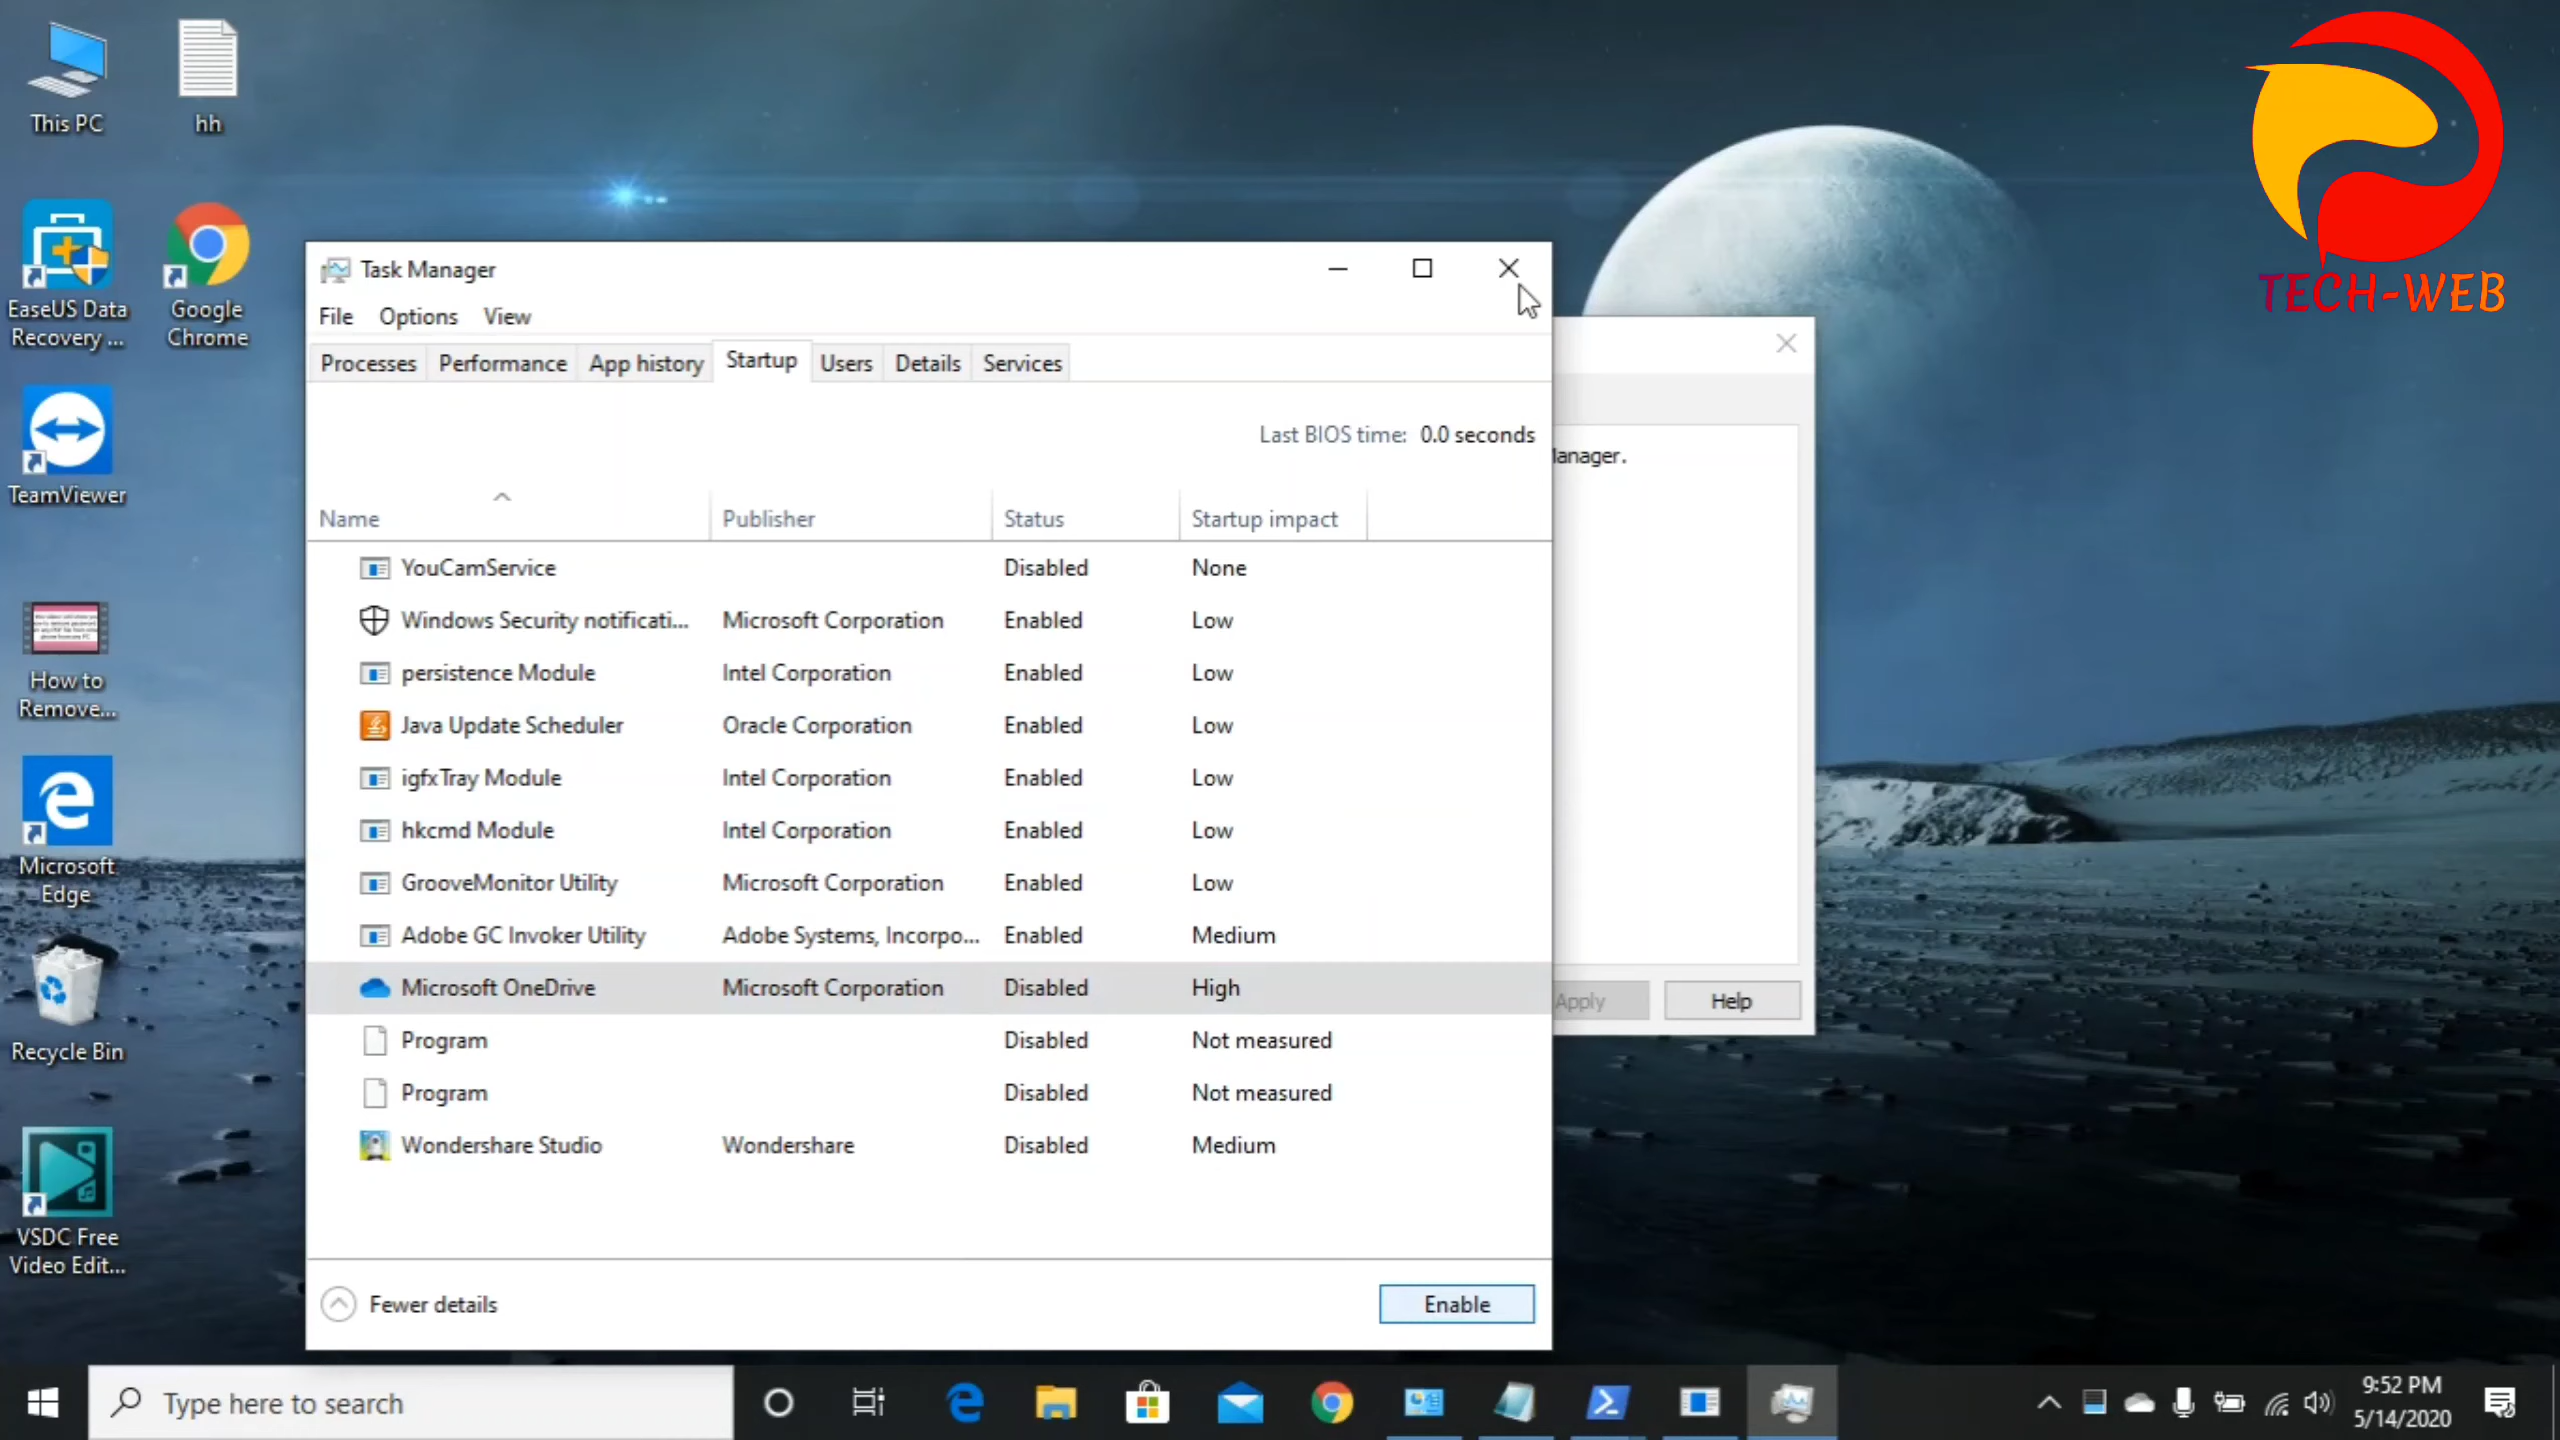 This PC
hh
EaseUS Data
Recovery ...
Google
Chrome
TeamViewer
How to
Remove...
Microsoft
Edge
Recycle Bin
VSDC Free
Video Edit...
TECH-WEB
Task Manager
File Options View
Processes Performance App history Startup Users Details Services
Last BIOS time: 0.0 seconds
Name Publisher Status Startup impact
YouCamService Disabled None
Windows Security notificati... Microsoft Corporation Enabled Low
persistence Module Intel Corporation Enabled Low
Java Update Scheduler Oracle Corporation Enabled Low
igfxTray Module Intel Corporation Enabled Low
hkcmd Module Intel Corporation Enabled Low
GrooveMonitor Utility Microsoft Corporation Enabled Low
Adobe GC Invoker Utility Adobe Systems, Incorpo... Enabled Medium
Microsoft OneDrive Microsoft Corporation Disabled High
Program Disabled Not measured
Program Disabled Not measured
Wondershare Studio Wondershare Disabled Medium
Fewer details Enable
anager.
Apply Help
Type here to search
9:52 PM
5/14/2020